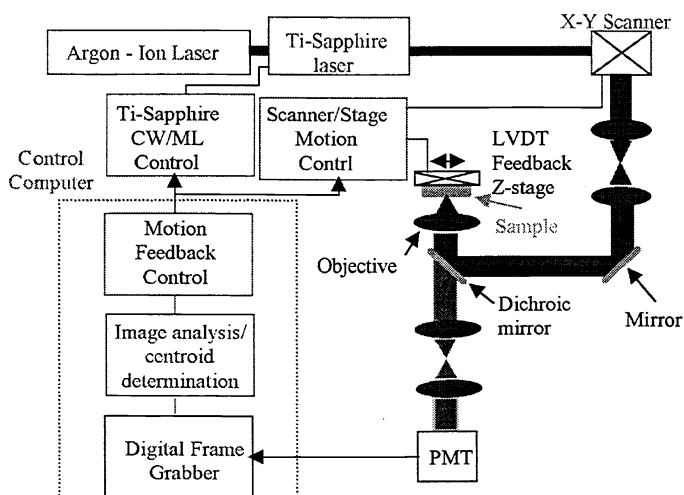 X-Y Scanner
Argon - Ion Laser
Ti-Sapphire
laser
Ti-Sapphire
CW/ML
Control
Scanner/Stage
Motion
Contrl
LVDT
Feedback
Z-stage
Control
Computer
Sample
Motion
Feedback
Control
Objective
Dichroic
mirror
Mirror
Image analysis/
centroid
determination
Digital Frame
Grabber
PMT